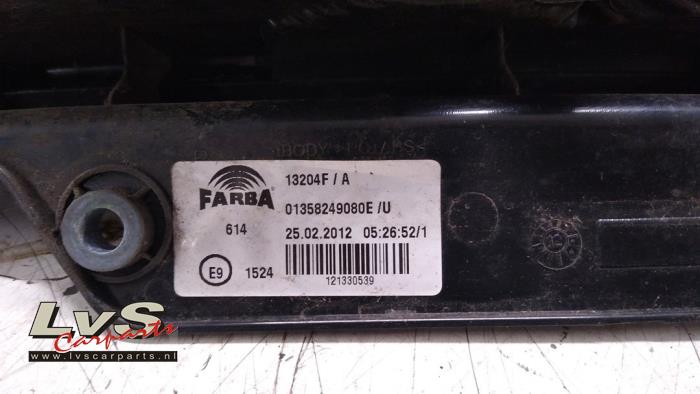 FARBA
13204F / A
01358249080E /U
614
25.02.2012 05:26:52/1
E9 1524
121330539
LvS
Carparts
www.lvscarparts.nl